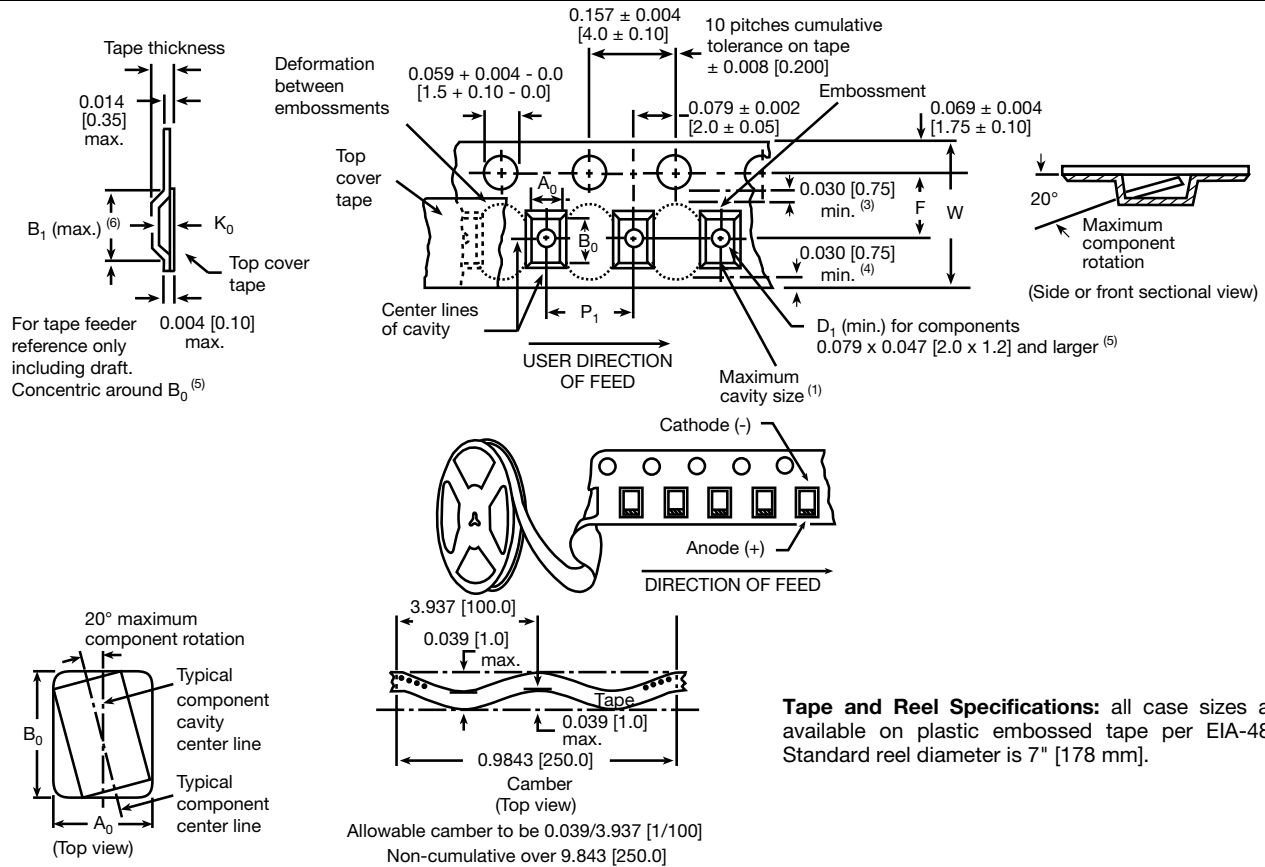 Tape thickness
0.014
[0.35]
max.
B1 (max.) (6)
K0
Top cover
tape
For tape feeder
reference only
including draft.
Concentric around B0 (5)
0.004 [0.10]
max.
Deformation
between
embossments
Top
cover
tape
0.059 + 0.004 - 0.0
[1.5 + 0.10 - 0.0]
0.157 ± 0.004
[4.0 ± 0.10]
10 pitches cumulative
tolerance on tape
± 0.008 [0.200]
0.079 ± 0.002
[2.0 ± 0.05]
Embossment
0.069 ± 0.004
[1.75 ± 0.10]
A0
B0
0.030 [0.75]
min. (3)
F
W
0.030 [0.75]
min. (4)
20°
Maximum
component
rotation
(Side or front sectional view)
Center lines
of cavity
P1
USER DIRECTION
OF FEED
D1 (min.) for components
0.079 x 0.047 [2.0 x 1.2] and larger (5)
Maximum
cavity size (1)
Cathode (-)
Anode (+)
DIRECTION OF FEED
20° maximum
component rotation
Typical
component
cavity
center line
B0
Typical
component
center line
A0
(Top view)
3.937 [100.0]
0.039 [1.0]
max.
Tape
0.039 [1.0]
max.
0.9843 [250.0]
Camber
(Top view)
Allowable camber to be 0.039/3.937 [1/100]
Non-cumulative over 9.843 [250.0]
Tape and Reel Specifications: all case sizes a
available on plastic embossed tape per EIA-48
Standard reel diameter is 7" [178 mm].